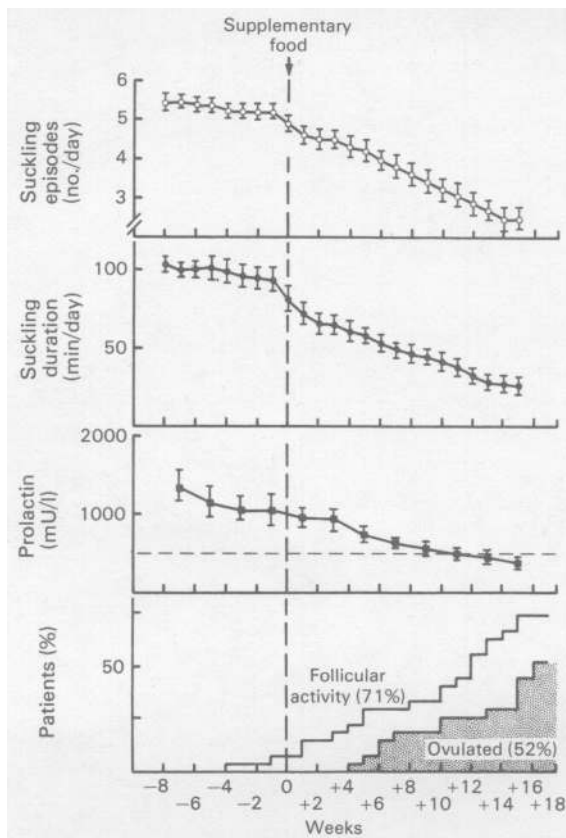 Supplementary
food
6
5
4
3
Suckling
episodes
(no./day)
100
50
Suckling
duration
(min/day)
2000
1000
Prolactin
(mU/l)
50
Patients (%)
Follicular
activity (71%)
Ovulated (52%)
−8 −4 0 +4 +8 +12 +16
−6 −2 +2 +6 +10 +14 +18
Weeks